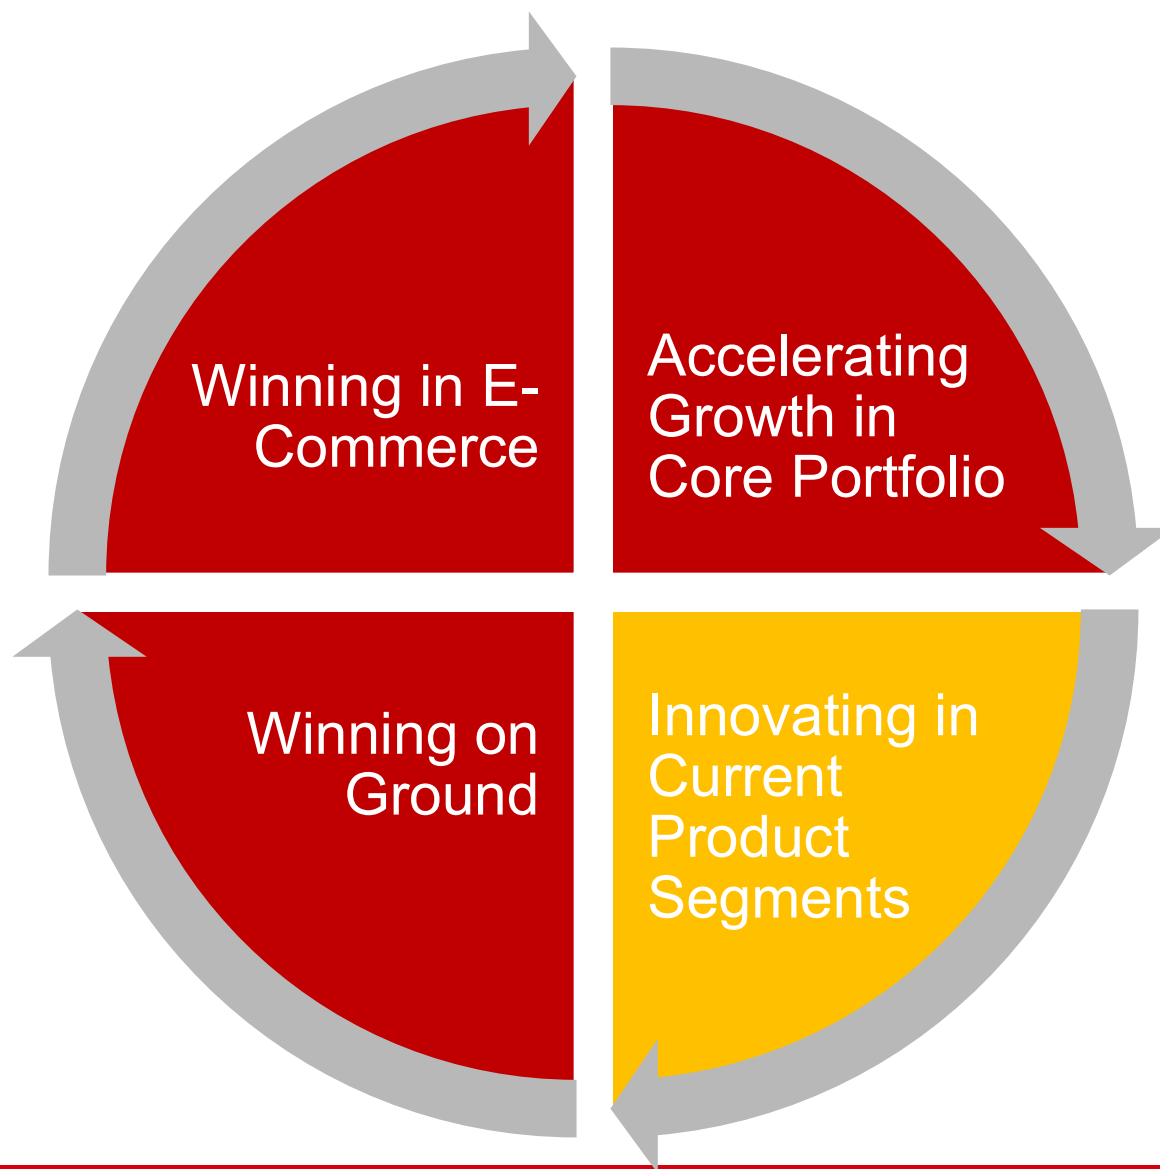 Winning in E-
Commerce
Accelerating
Growth in
Core Portfolio
Winning on
Ground
Innovating in
Current
Product
Segments